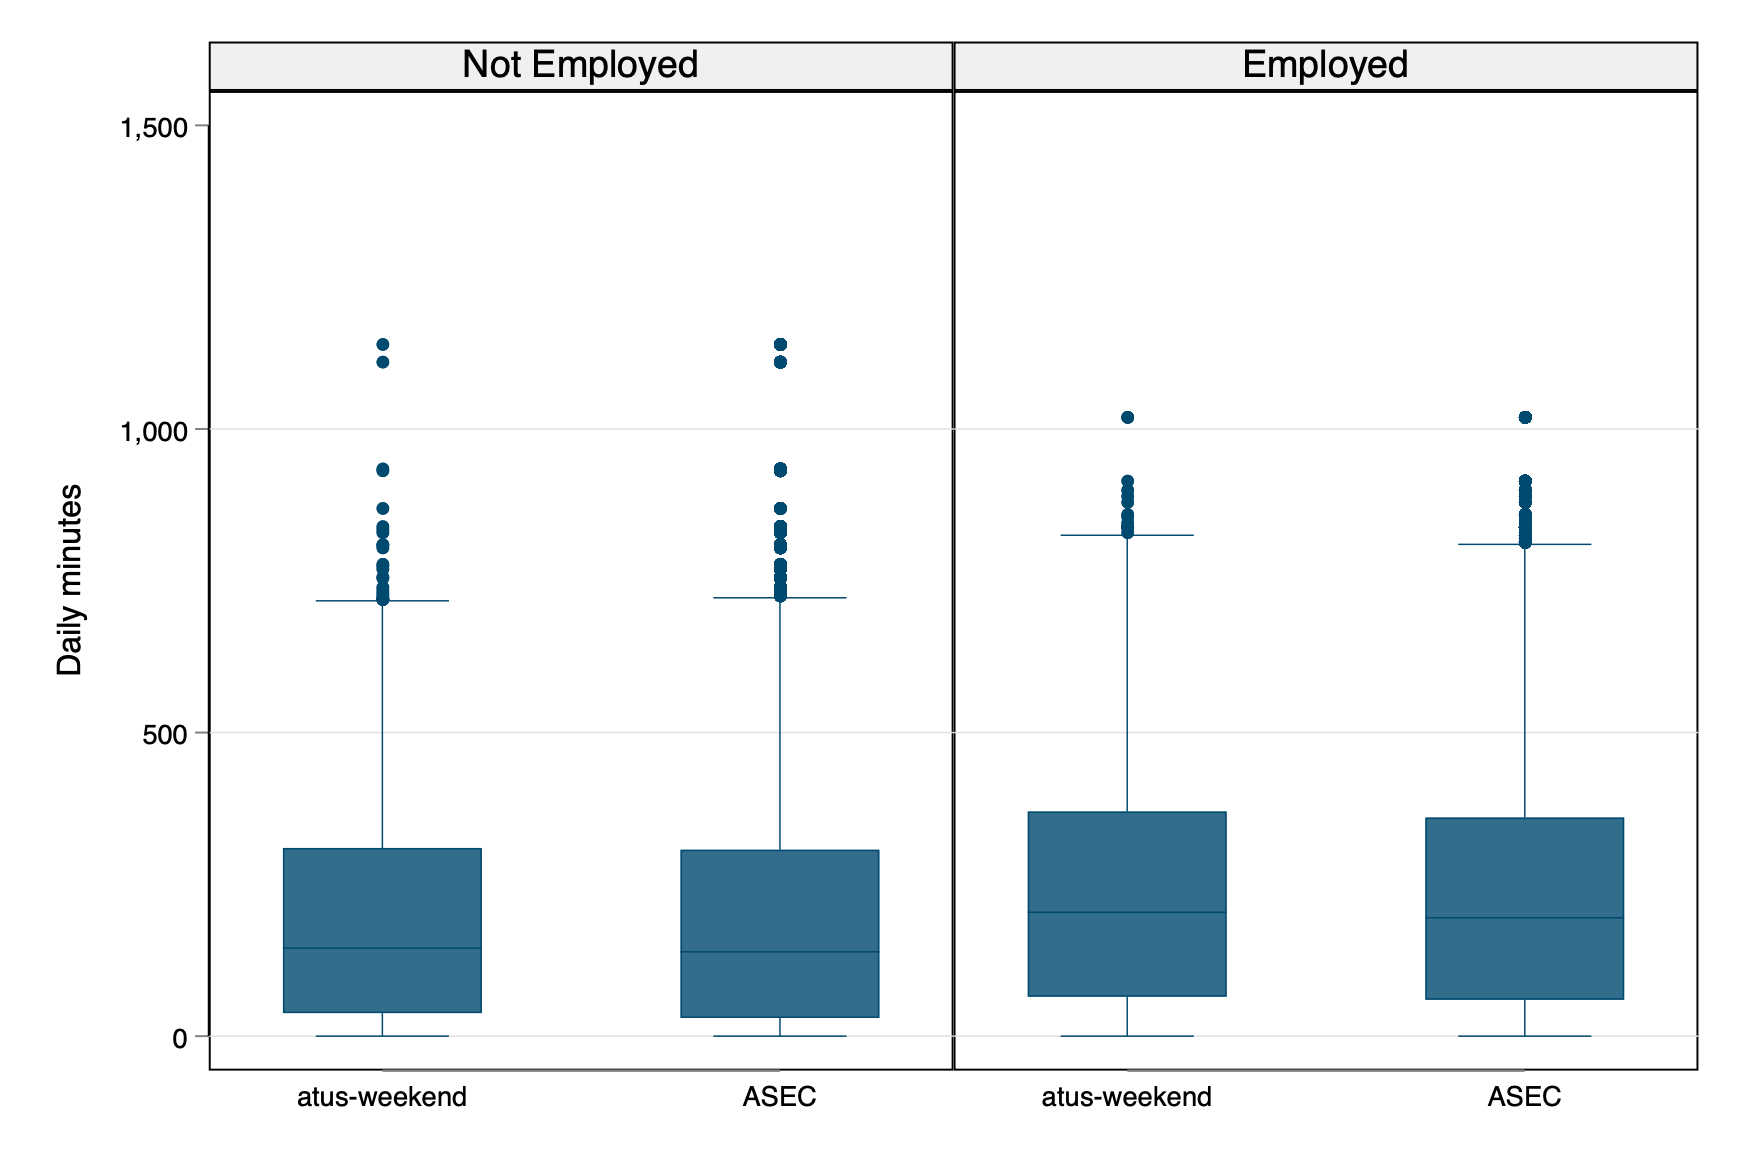 Not Employed
Employed
1,500
1,000
500
0
Daily minutes
atus-weekend
ASEC
atus-weekend
ASEC